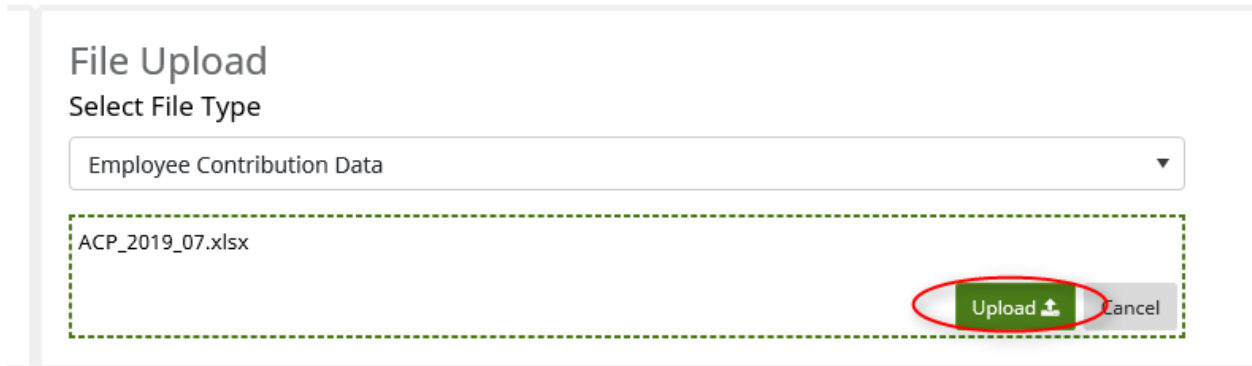 File Upload
Select File Type
Employee Contribution Data
ACP_2019_07.xlsx
Upload Cancel